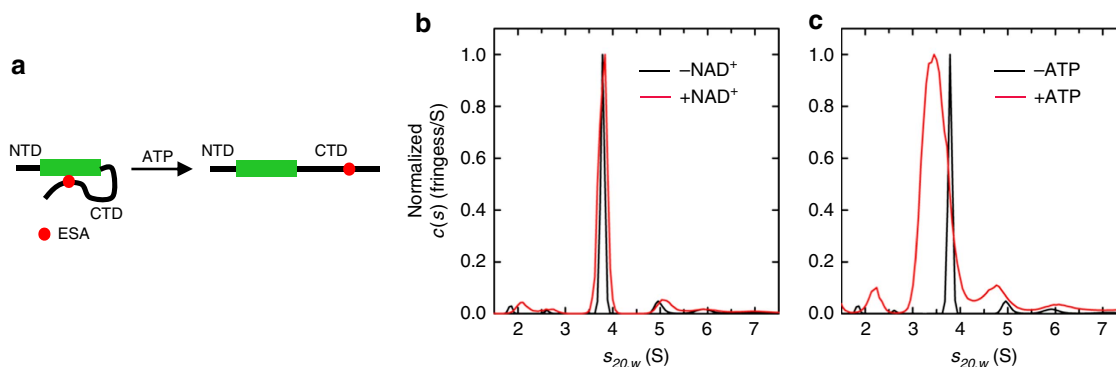 a
NTD
CTD
ESA
ATP
NTD
CTD
b
Normalized
c(s) (fringess/S)
1.0
0.8
0.6
0.4
0.2
0.0
–NAD⁺
+NAD⁺
2 3 4 5 6 7
s20,w (S)
c
1.0
0.8
0.6
0.4
0.2
0.0
–ATP
+ATP
2 3 4 5 6 7
s20,w (S)